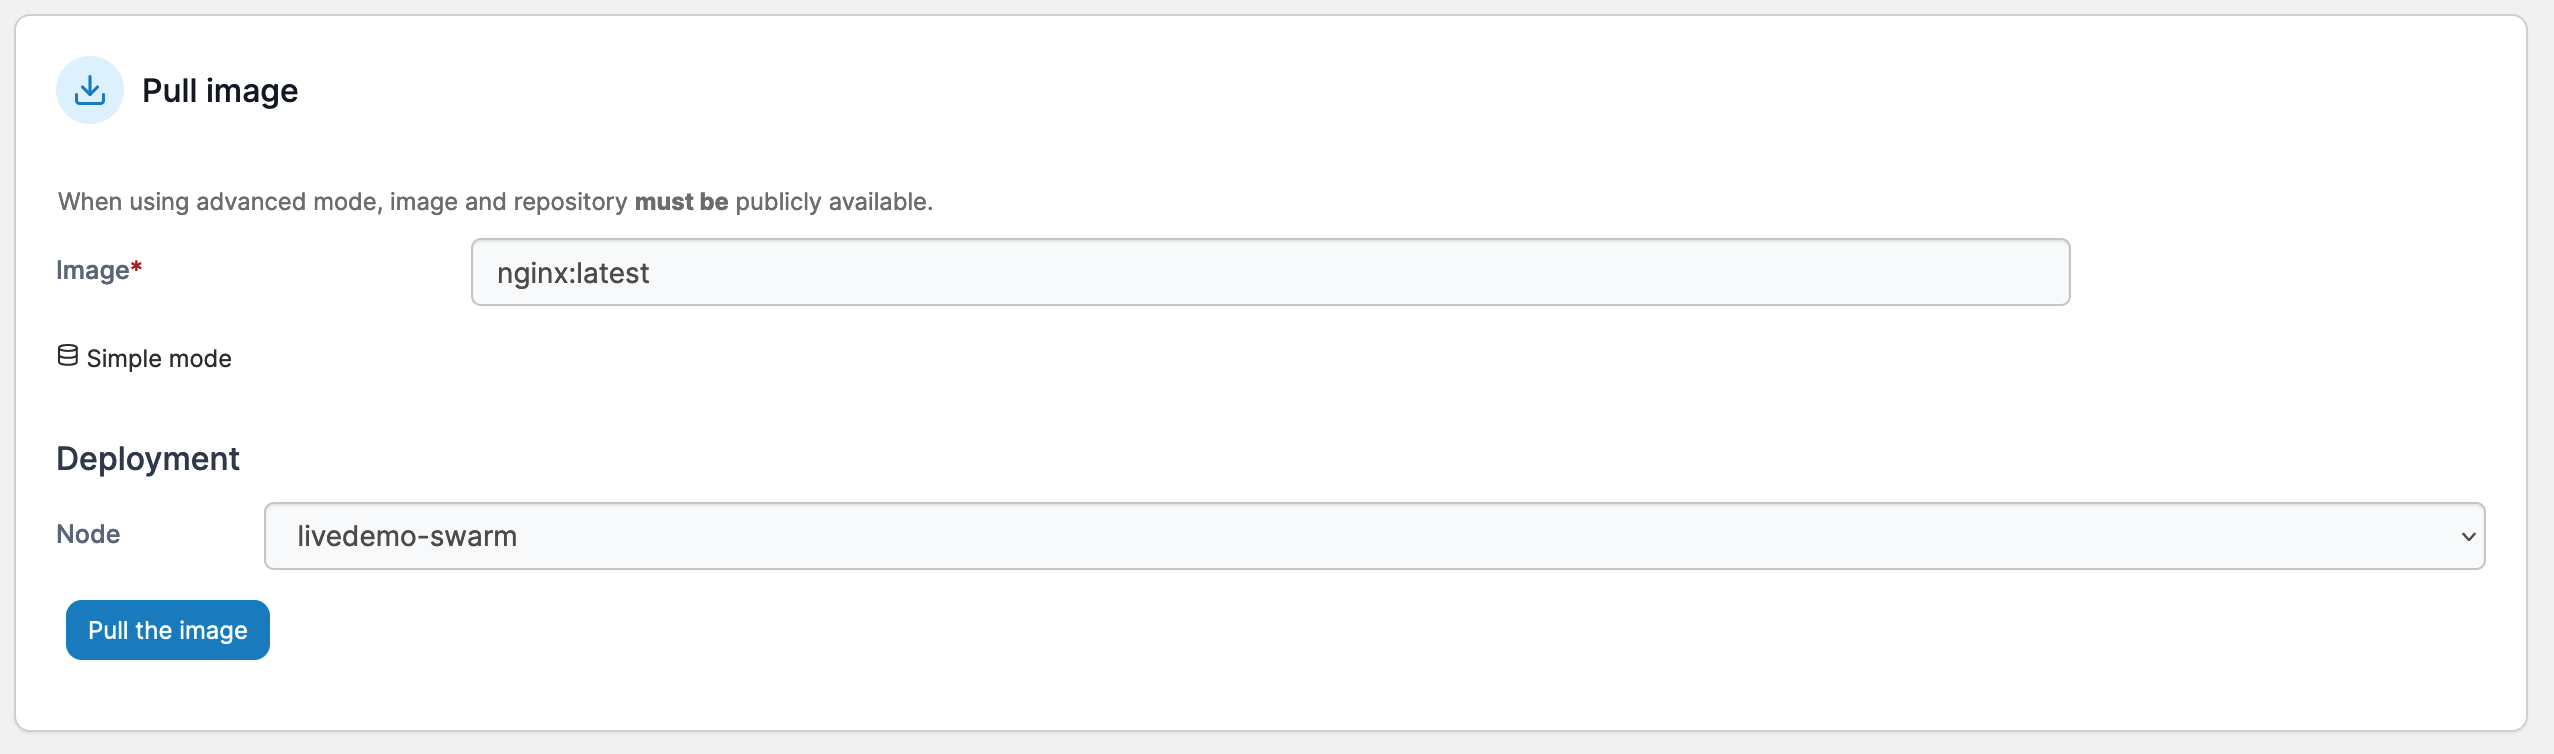 Pull image
When using advanced mode, image and repository must be publicly available.
Image*
nginx:latest
Simple mode
Deployment
Node
livedemo-swarm
Pull the image